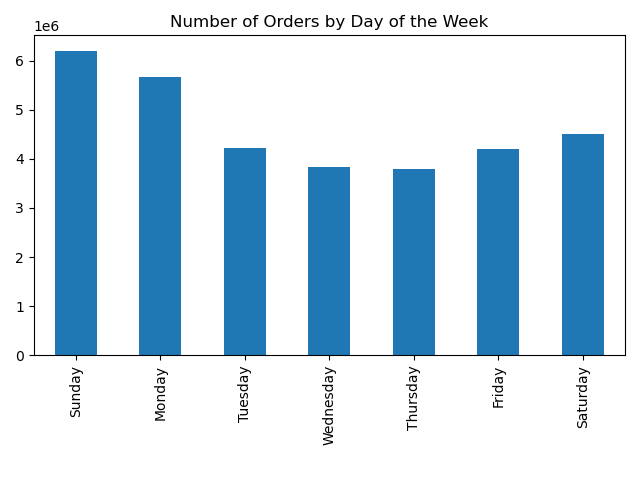 Number of Orders by Day of the Week
1e6
6
5
4
3
2
1
0
Sunday
Monday
Tuesday
Wednesday
Thursday
Friday
Saturday